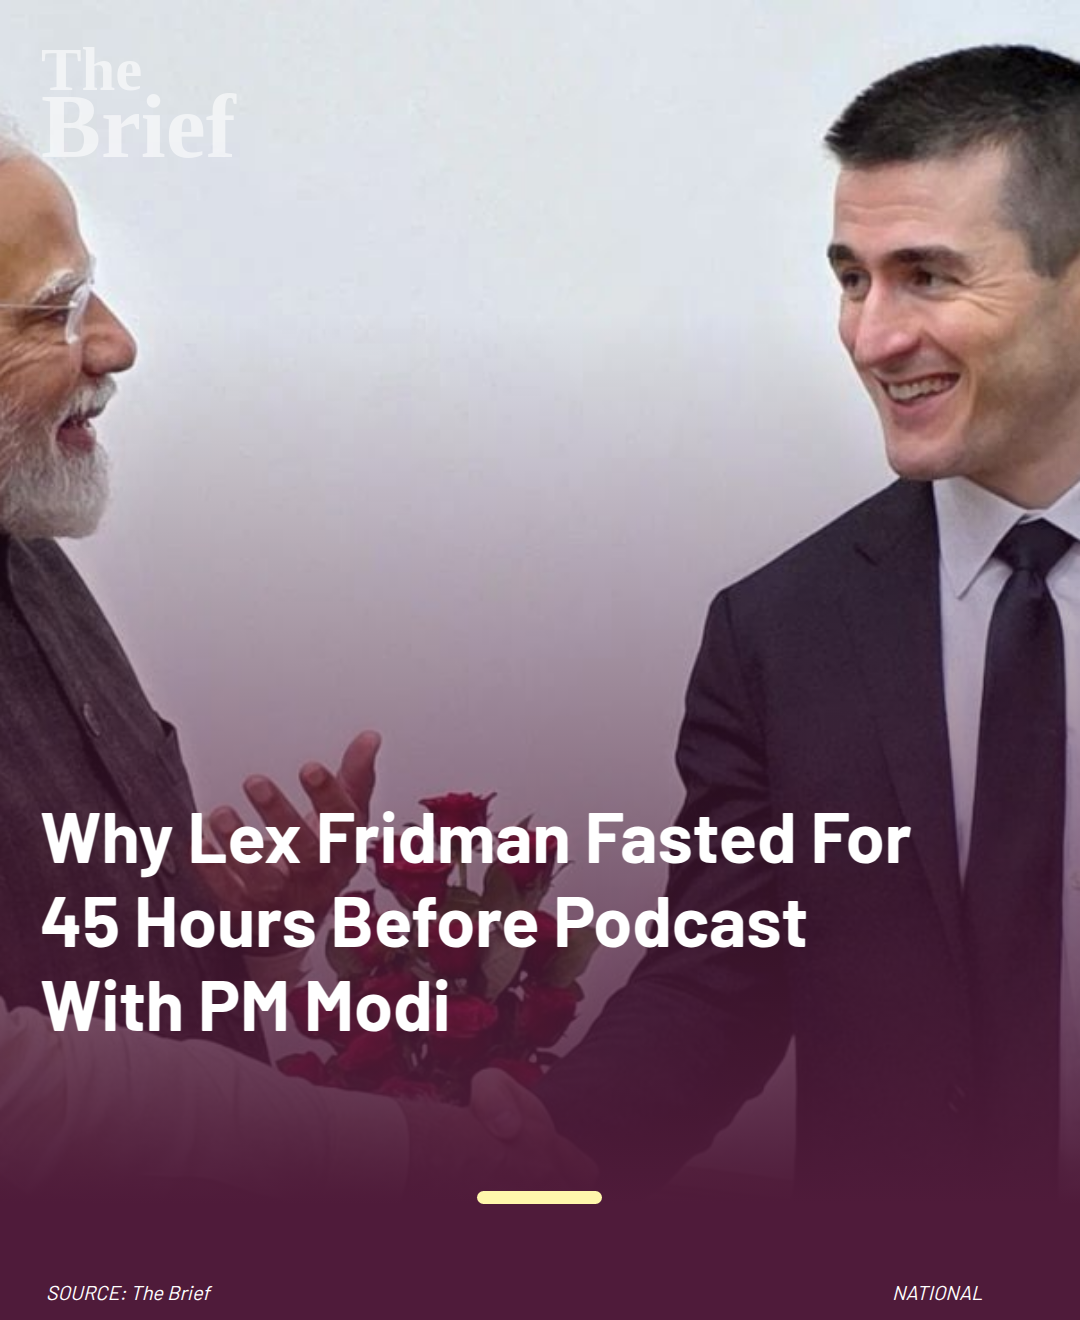 The
Brief
Why Lex Fridman Fasted For
45 Hours Before Podcast
With PM Modi
SOURCE: The Brief
NATIONAL